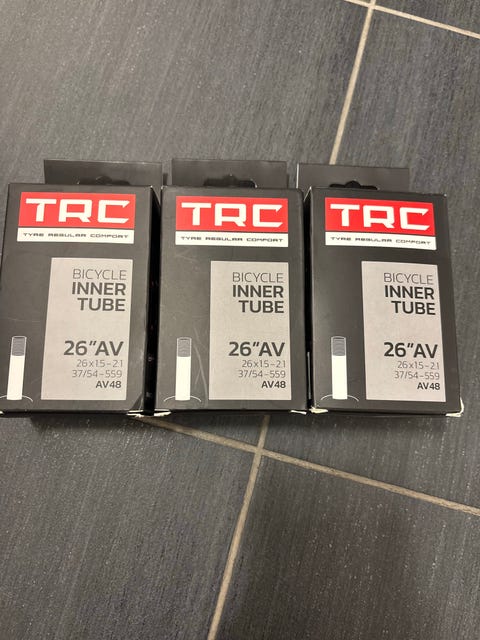 TRC
TYRE REGULAR COMFORT
BICYCLE
INNER
TUBE
26"AV
26x1.5-2.1
37/54-559
AV48
TRC
TYRE REGULAR COMFORT
BICYCLE
INNER
TUBE
26"AV
26x1.5-2.1
37/54-559
AV48
TRC
TYRE REGULAR COMFORT
BICYCLE
INNER
TUBE
26"AV
26x1.5-2.1
37/54-559
AV48